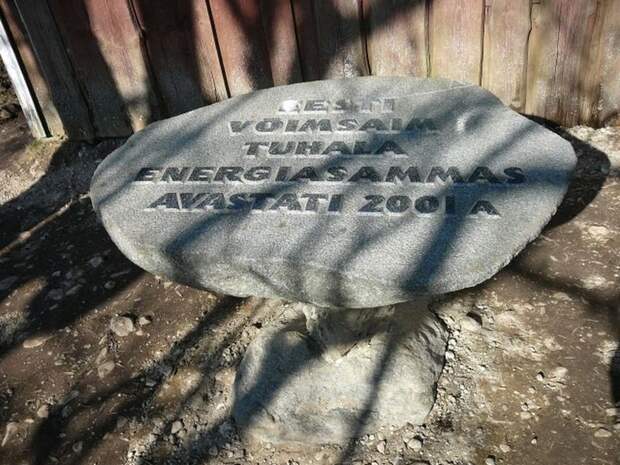 EESTI
VÕIMSAIM
TUHALA
ENERGIASAMMAS
AVASTATI 2001 A